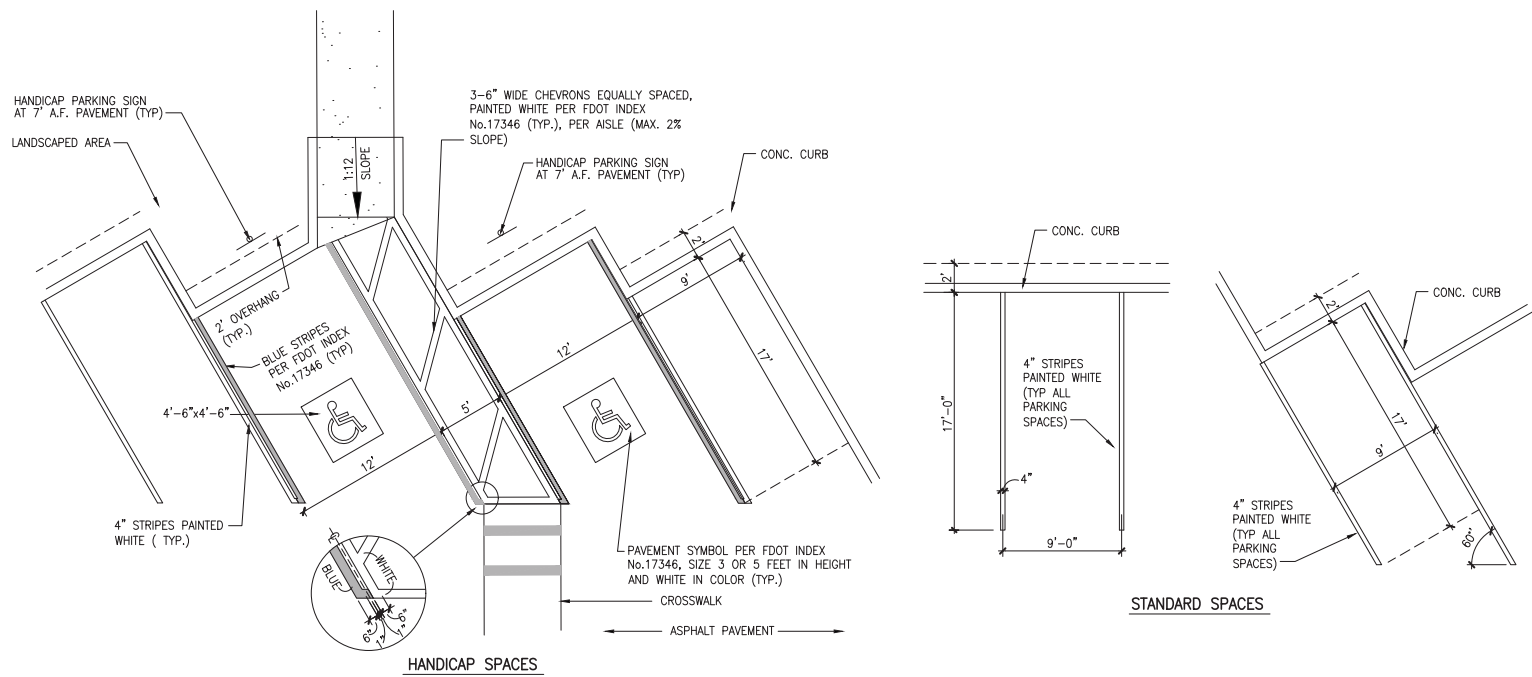 HANDICAP PARKING SIGN
AT 7' A.F. PAVEMENT (TYP)
LANDSCAPED AREA
1:12
SLOPE
3-6" WIDE CHEVRONS EQUALLY SPACED,
PAINTED WHITE PER FDOT INDEX
No.17346 (TYP.), PER AISLE (MAX. 2%
SLOPE)
HANDICAP PARKING SIGN
AT 7' A.F. PAVEMENT (TYP)
CONC. CURB
2'
9'
17'
12'
2' OVERHANG
(TYP.)
BLUE STRIPES
PER FDOT INDEX
No.17346 (TYP)
4'-6"x4'-6"
5'
12'
4" STRIPES PAINTED
WHITE ( TYP.)
BLUE
WHITE
6"
1"
1"
6"
PAVEMENT SYMBOL PER FDOT INDEX
No.17346, SIZE 3 OR 5 FEET IN HEIGHT
AND WHITE IN COLOR (TYP.)
CROSSWALK
ASPHALT PAVEMENT
HANDICAP SPACES
CONC. CURB
2'
17'-0"
4" STRIPES
PAINTED WHITE
(TYP ALL
PARKING
SPACES)
4"
9'-0"
2'
CONC. CURB
17'
9'
4" STRIPES
PAINTED WHITE
(TYP ALL
PARKING
SPACES)
60°
STANDARD SPACES